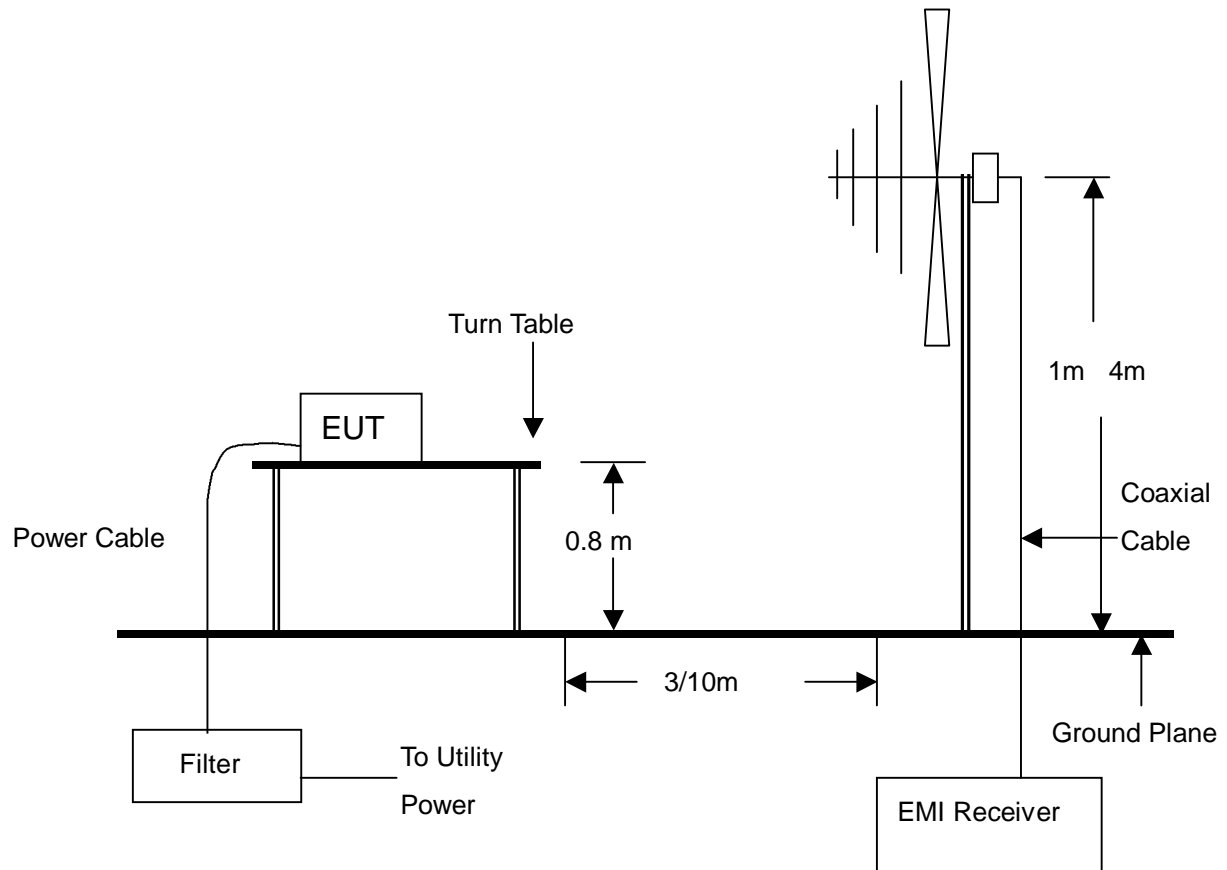 Turn Table
1m 4m
EUT
Coaxial
Cable
Power Cable
0.8 m
3/10m
Ground Plane
Filter
To Utility
Power
EMI Receiver